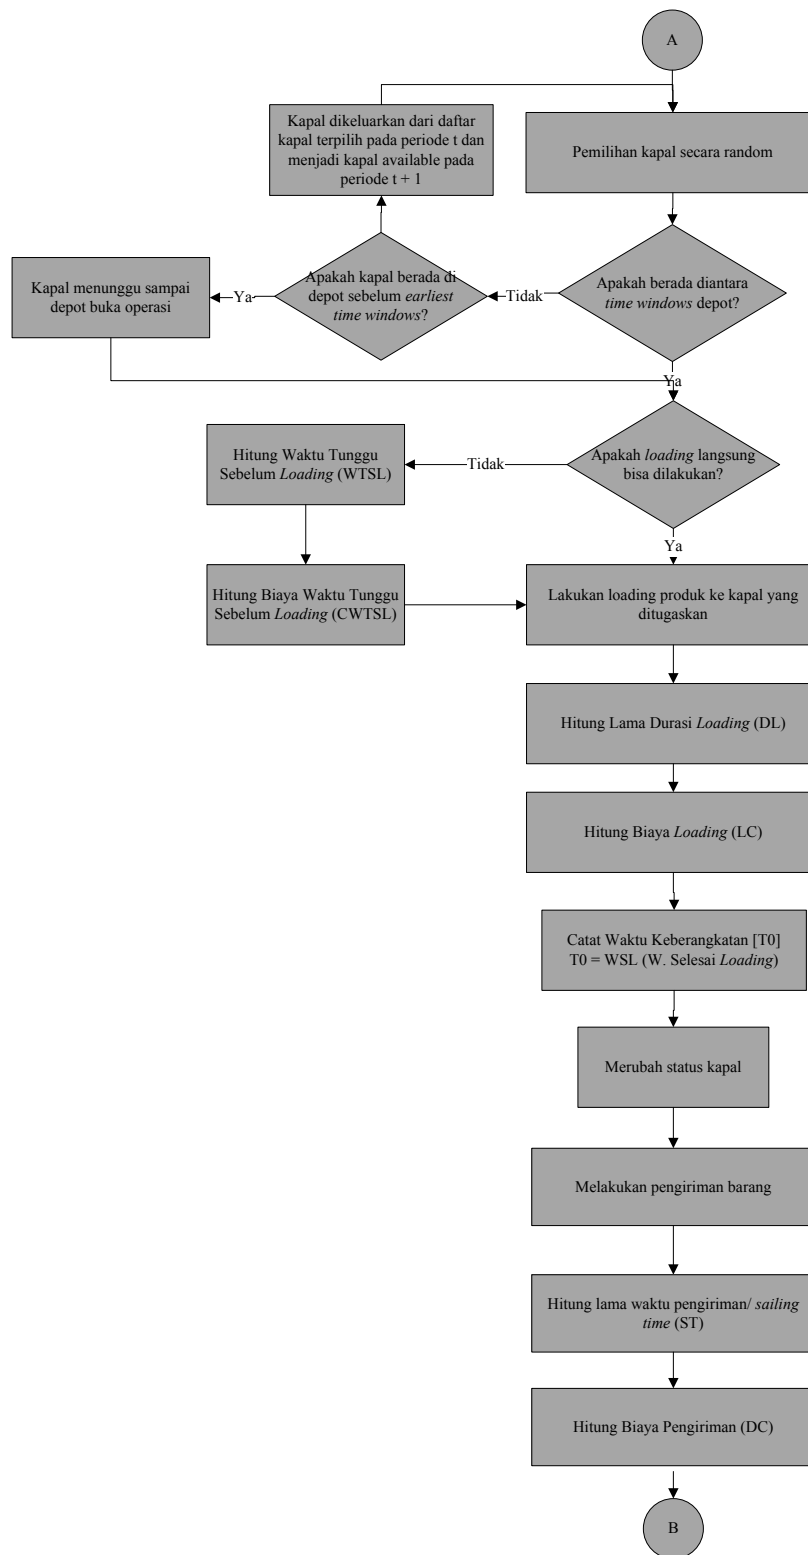 A
Kapal dikeluarkan dari daftar
kapal terpilih pada periode t dan
menjadi kapal available pada
periode t + 1
Pemilihan kapal secara random
Kapal menunggu sampai
depot buka operasi
Ya
Apakah kapal berada di
depot sebelum earliest
time windows?
Tidak
Apakah berada diantara
time windows depot?
Ya
Hitung Waktu Tunggu
Sebelum Loading (WTSL)
Tidak
Apakah loading langsung
bisa dilakukan?
Ya
Hitung Biaya Waktu Tunggu
Sebelum Loading (CWTSL)
Lakukan loading produk ke kapal yang
ditugaskan
Hitung Lama Durasi Loading (DL)
Hitung Biaya Loading (LC)
Catat Waktu Keberangkatan [T0]
T0 = WSL (W. Selesai Loading)
Merubah status kapal
Melakukan pengiriman barang
Hitung lama waktu pengiriman/ sailing
time (ST)
Hitung Biaya Pengiriman (DC)
B